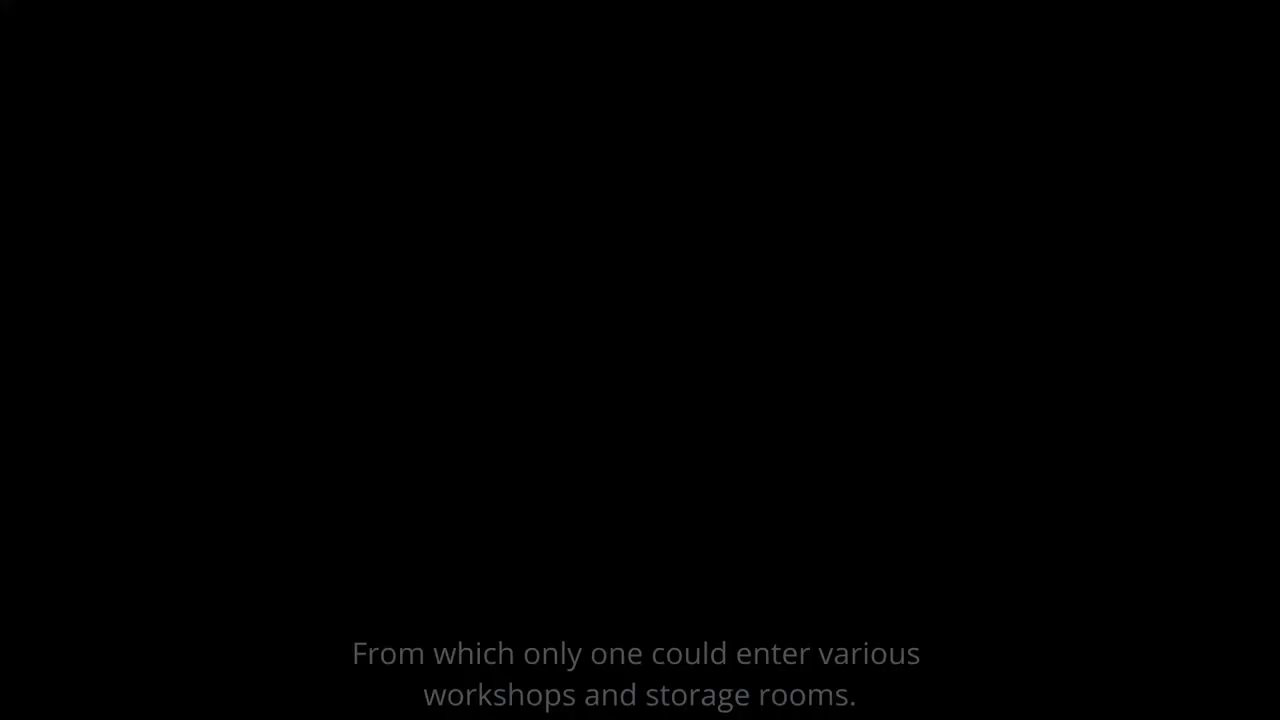 From which only one could enter various
workshops and storage rooms.